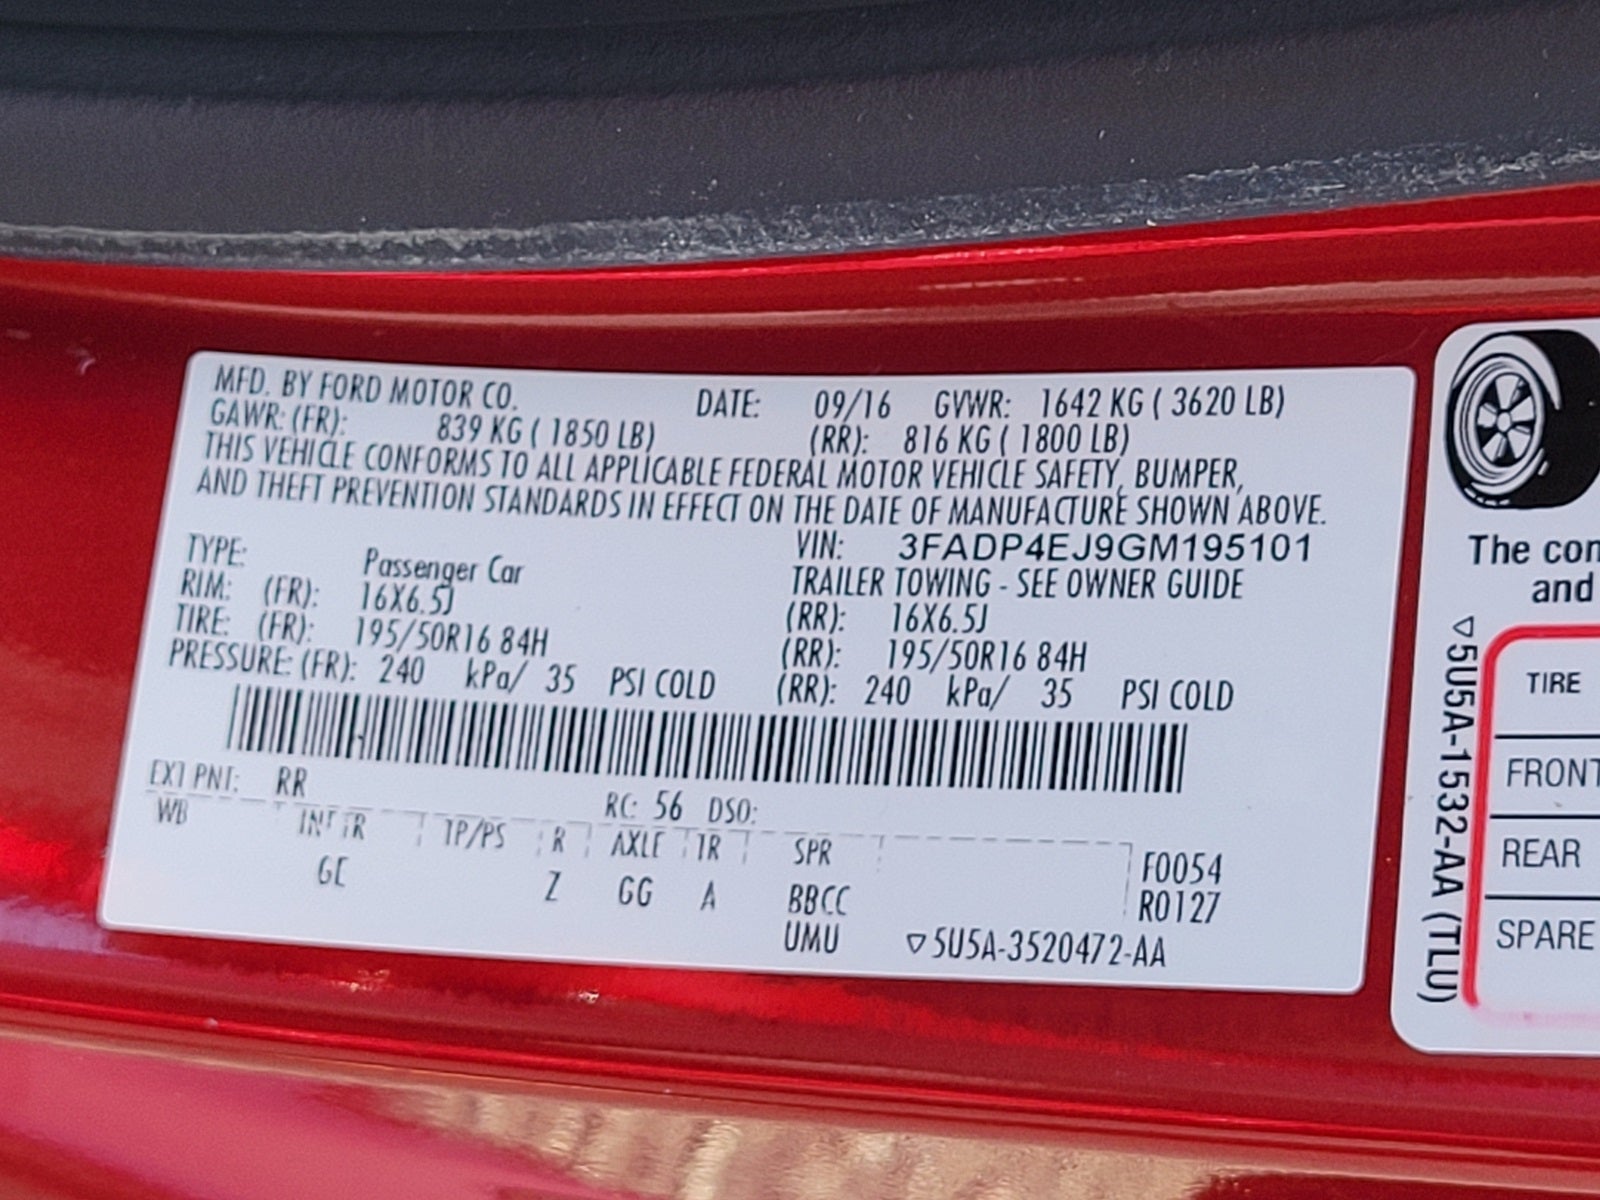 MFD. BY FORD MOTOR CO. DATE: 09/16 GVWR: 1642 KG ( 3620 LB)
GAWR: (FR): 839 KG ( 1850 LB) (RR): 816 KG ( 1800 LB)
THIS VEHICLE CONFORMS TO ALL APPLICABLE FEDERAL MOTOR VEHICLE SAFETY, BUMPER,
AND THEFT PREVENTION STANDARDS IN EFFECT ON THE DATE OF MANUFACTURE SHOWN ABOVE.
VIN: 3FADP4EJ9GM195101
TYPE: Passenger Car TRAILER TOWING - SEE OWNER GUIDE
RIM: (FR): 16X6.5J (RR): 16X6.5J
TIRE: (FR): 195/50R16 84H (RR): 195/50R16 84H
PRESSURE: (FR): 240 kPa/ 35 PSI COLD (RR): 240 kPa/ 35 PSI COLD
EXT PNT: RR RC: 56 DSO:
WB INT TR TP/PS R AXLE TR SPR F0054
GC Z GG A BBCC R0127
UMU ▽5U5A-3520472-AA
The con
and
▽5U5A-1532-AA (TLU)
TIRE
FRONT
REAR
SPARE